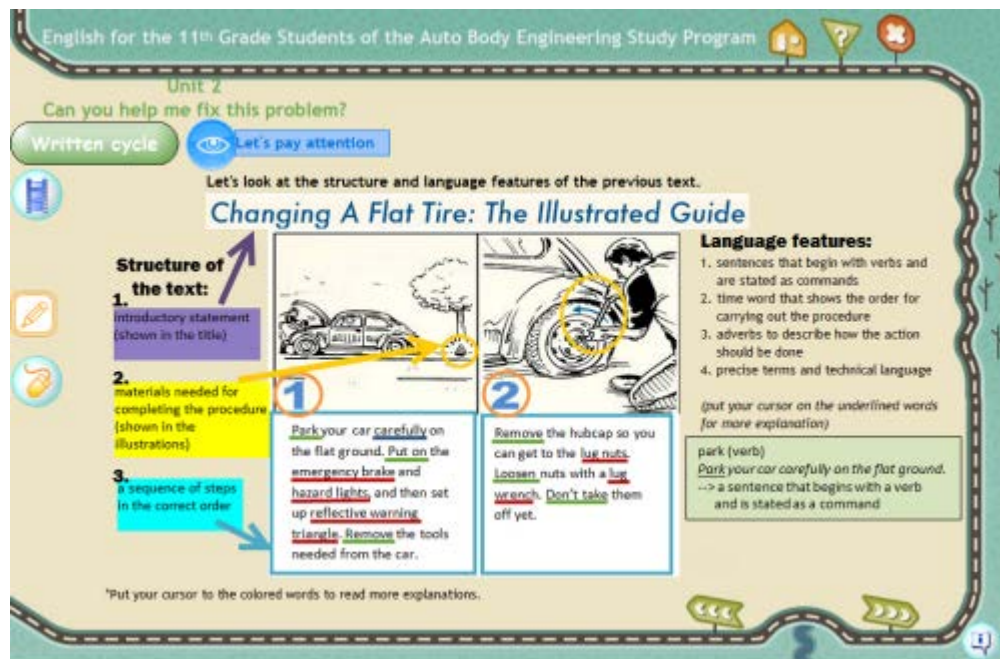 English for the 11th Grade Students of the Auto Body Engineering Study Program
?
Unit 2
Can you help me fix this problem?
Written cycle
Let's pay attention
Let's look at the structure and language features of the previous text.
Changing A Flat Tire: The Illustrated Guide
Structure of
the text:
1.
introductory statement
(shown in the title)
2.
materials needed for
completing the procedure
(shown in the
illustrations)
3.
a sequence of steps
in the correct order
1
Park your car carefully on
the flat ground. Put on the
emergency brake and
hazard lights, and then set
up reflective warning
triangle. Remove the tools
needed from the car.
2
Remove the hubcap so you
can get to the lug nuts.
Loosen nuts with a lug
wrench. Don't take them
off yet.
Language features:
1. sentences that begin with verbs and
are stated as commands
2. time word that shows the order for
carrying out the procedure
3. adverbs to describe how the action
should be done
4. precise terms and technical language
(put your cursor on the underlined words
for more explanation)
park (verb)
Park your car carefully on the flat ground.
--> a sentence that begins with a verb
and is stated as a command
*Put your cursor to the colored words to read more explanations.